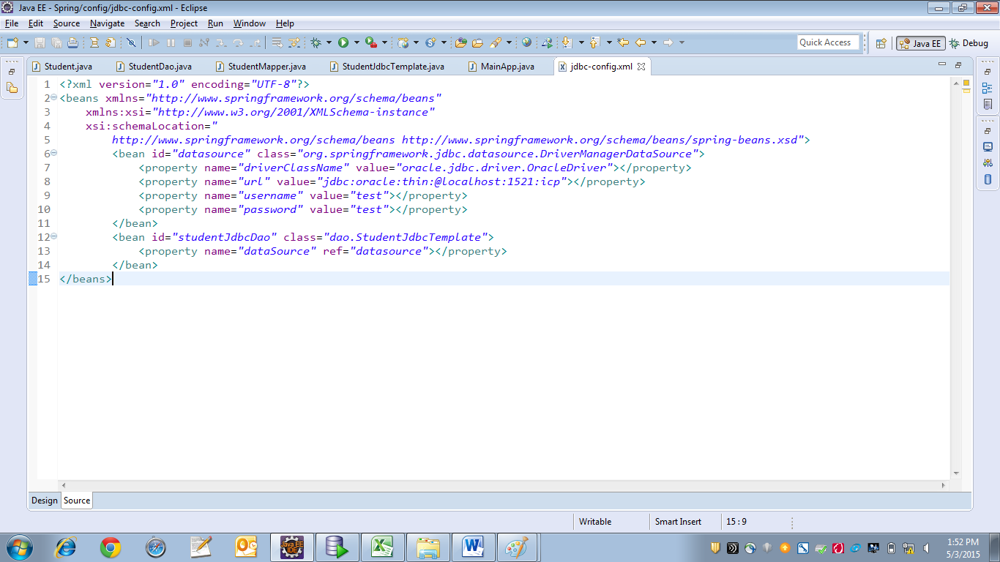 Java EE - Spring/config/jdbc-config.xml - Eclipse
File Edit Source Navigate Search Project Run Window Help
Quick Access Java EE Debug
Student.java StudentDao.java StudentMapper.java StudentJdbcTemplate.java MainApp.java jdbc-config.xml
1 <?xml version="1.0" encoding="UTF-8"?>
2 <beans xmlns="http://www.springframework.org/schema/beans"
3 xmlns:xsi="http://www.w3.org/2001/XMLSchema-instance"
4 xsi:schemaLocation="
5 http://www.springframework.org/schema/beans http://www.springframework.org/schema/beans/spring-beans.xsd">
6 <bean id="datasource" class="org.springframework.jdbc.datasource.DriverManagerDataSource">
7 <property name="driverClassName" value="oracle.jdbc.driver.OracleDriver"></property>
8 <property name="url" value="jdbc:oracle:thin:@localhost:1521:icp"></property>
9 <property name="username" value="test"></property>
10 <property name="password" value="test"></property>
11 </bean>
12 <bean id="studentJdbcDao" class="dao.StudentJdbcTemplate">
13 <property name="dataSource" ref="datasource"></property>
14 </bean>
15 </beans>
Design Source
Writable Smart Insert 15 : 9
Java EE
IDE
1:52 PM
5/3/2015